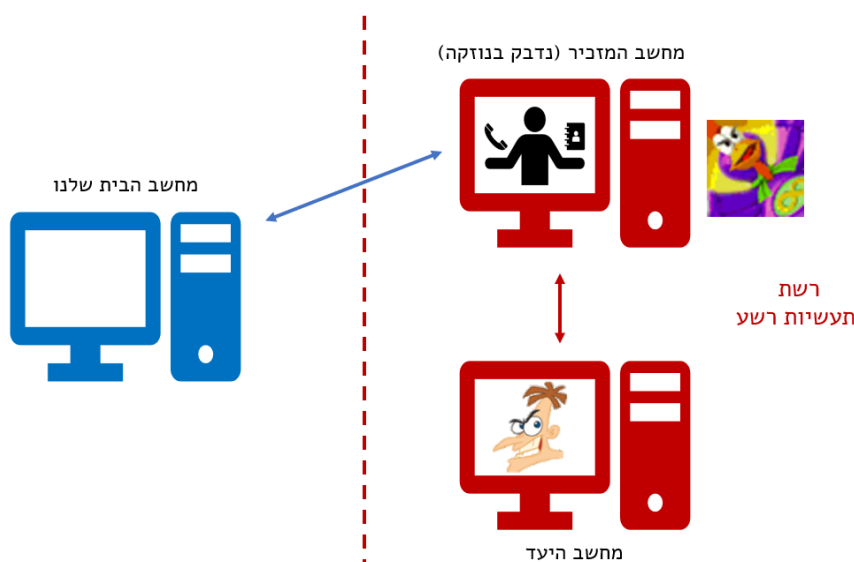 מחשב המזכיר (נדבק בנוזקה)
מחשב הבית שלנו
רשת
תעשיות רשע
מחשב היעד